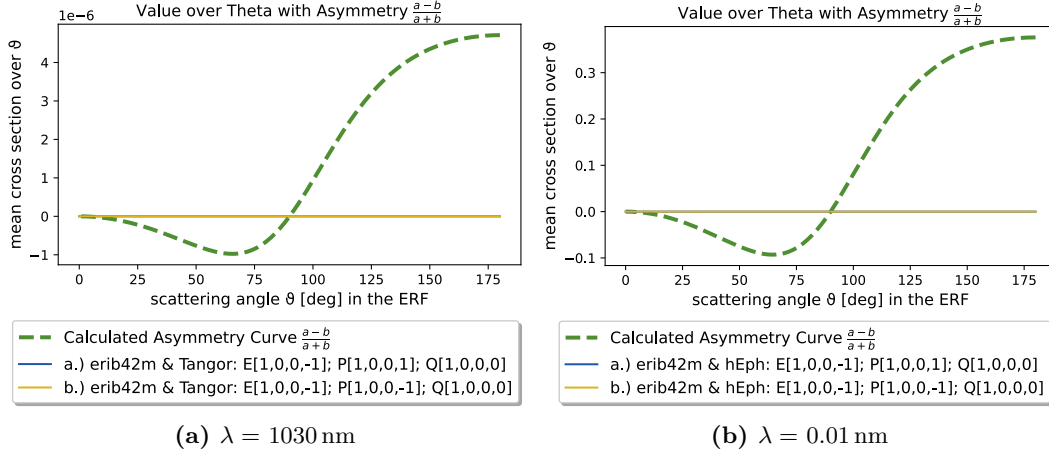 Value over Theta with Asymmetry (a − b)/(a + b)
1e−6
mean cross section over ϑ
4
2
0
−1
0 25 50 75 100 125 150 175
scattering angle ϑ [deg] in the ERF
Calculated Asymmetry Curve (a − b)/(a + b)
a.) erib42m & Tangor: E[1,0,0,-1]; P[1,0,0,1]; Q[1,0,0,0]
b.) erib42m & Tangor: E[1,0,0,-1]; P[1,0,0,-1]; Q[1,0,0,0]
(a) λ = 1030 nm
Value over Theta with Asymmetry (a − b)/(a + b)
mean cross section over ϑ
0.3
0.2
0.1
0.0
−0.1
0 25 50 75 100 125 150 175
scattering angle ϑ [deg] in the ERF
Calculated Asymmetry Curve (a − b)/(a + b)
a.) erib42m & hEph: E[1,0,0,-1]; P[1,0,0,1]; Q[1,0,0,0]
b.) erib42m & hEph: E[1,0,0,-1]; P[1,0,0,-1]; Q[1,0,0,0]
(b) λ = 0.01 nm